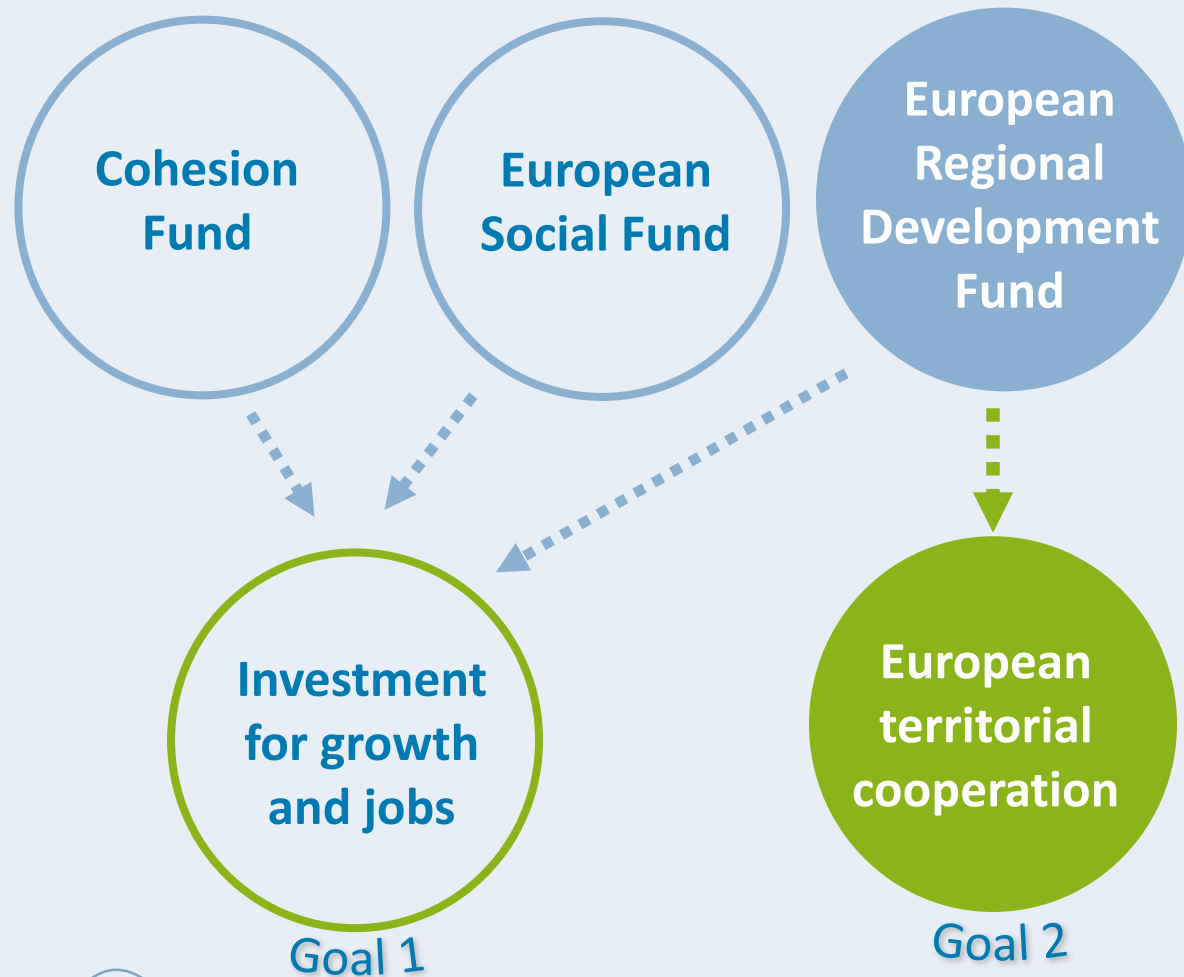 Cohesion
Fund
European
Social Fund
European
Regional
Development
Fund
Investment
for growth
and jobs
Goal 1
European
territorial
cooperation
Goal 2